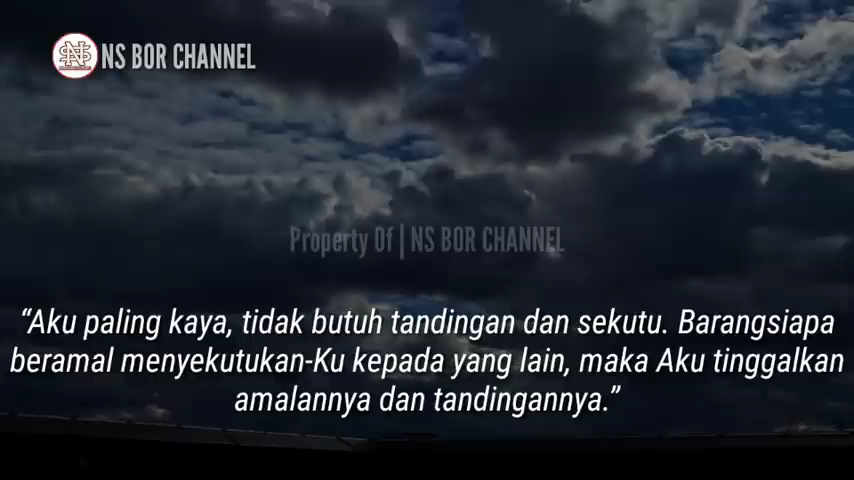 NS BOR CHANNEL
Property Of | NS BOR CHANNEL
“Aku paling kaya, tidak butuh tandingan dan sekutu. Barangsiapa
beramal menyekutukan-Ku kepada yang lain, maka Aku tinggalkan
amalannya dan tandingannya.”